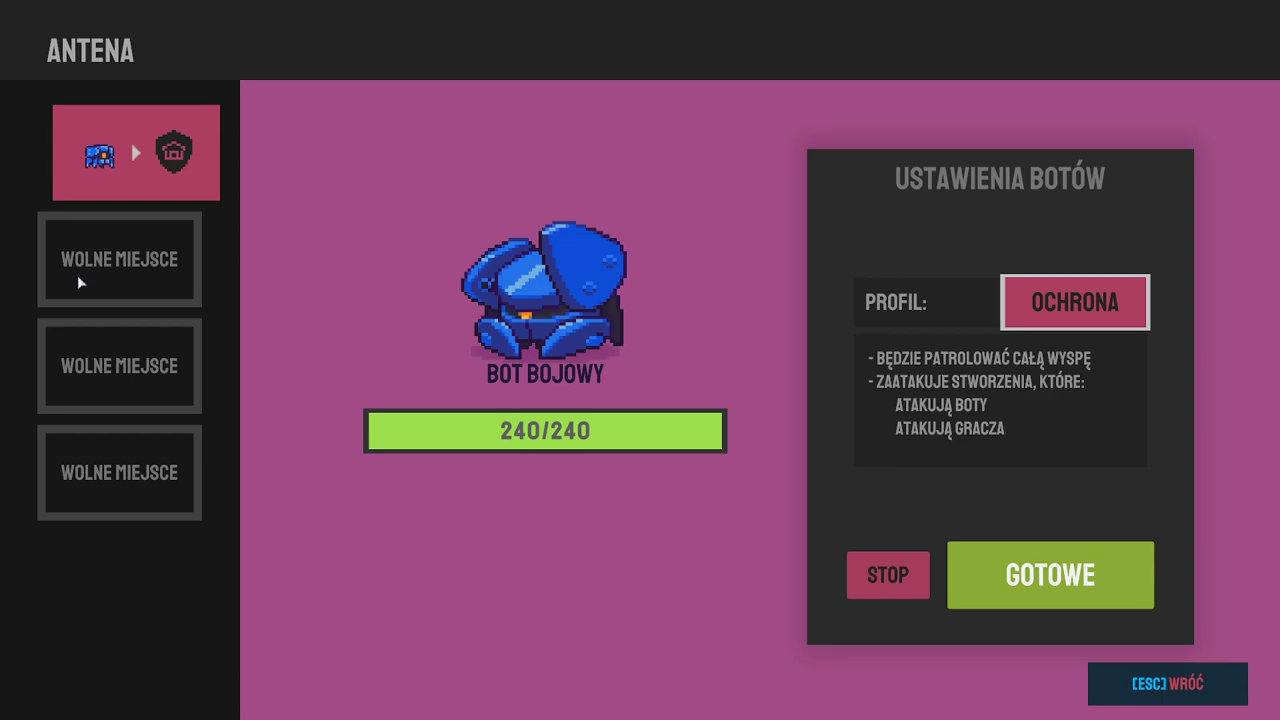 ANTENA
WOLNE MIEJSCE
WOLNE MIEJSCE
WOLNE MIEJSCE
BOT BOJOWY
240/240
USTAWIENIA BOTÓW
PROFIL:
OCHRONA
- BĘDZIE PATROLOWAĆ CAŁĄ WYSPĘ
- ZAATAKUJE STWORZENIA, KTÓRE:
ATAKUJĄ BOTY
ATAKUJĄ GRACZA
STOP
GOTOWE
[ESC] WRÓĆ